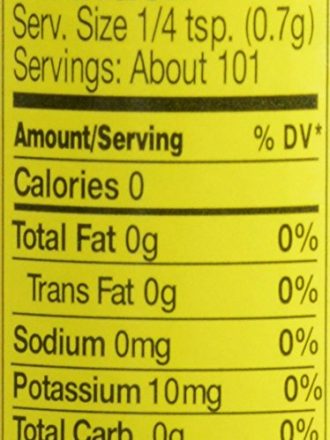 Serv. Size 1/4 tsp. (0.7g)
Servings: About 101
Amount/Serving % DV*
Calories 0
Total Fat 0g 0%
Trans Fat 0g 0%
Sodium 0mg 0%
Potassium 10mg 0%
Total Carb. 0g 0%